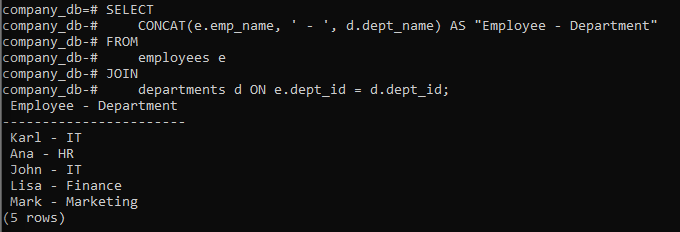 company_db=# SELECT
company_db-#     CONCAT(e.emp_name, ' - ', d.dept_name) AS "Employee - Department"
company_db-# FROM
company_db-#     employees e
company_db-# JOIN
company_db-#     departments d ON e.dept_id = d.dept_id;
 Employee - Department
-----------------------
 Karl - IT
 Ana - HR
 John - IT
 Lisa - Finance
 Mark - Marketing
(5 rows)